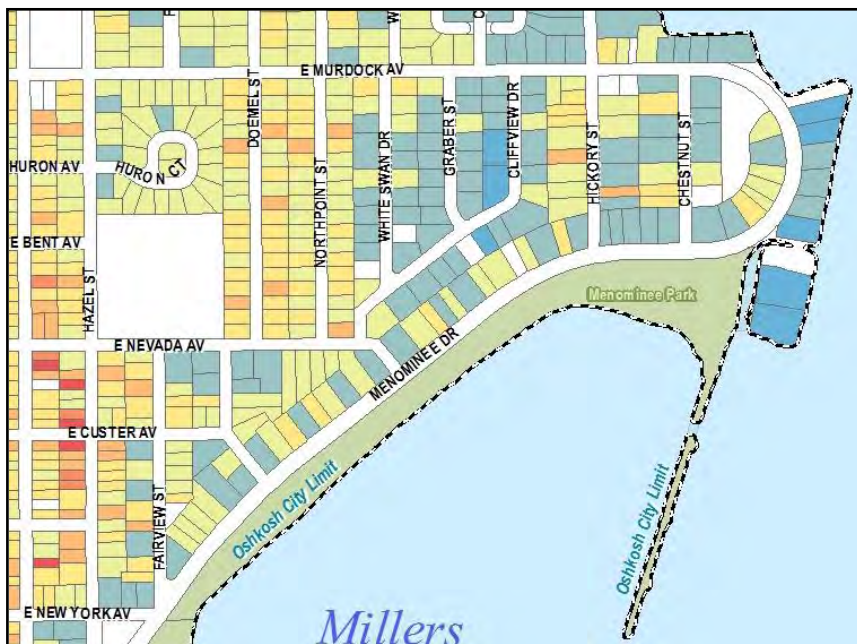 E MURDOCK AV
DOEMEL ST
HURON AV
HURON CT
NORTHPOINT ST
WHITE SWAN DR
GRABER ST
CLIFFVIEW DR
HICKORY ST
CHESTNUT ST
E BENT AV
HAZEL ST
Menominee Park
E NEVADA AV
MENOMINEE DR
E CUSTER AV
FAIRVIEW ST
Oshkosh City Limit
Oshkosh City Limit
E NEW YORK AV
Millers